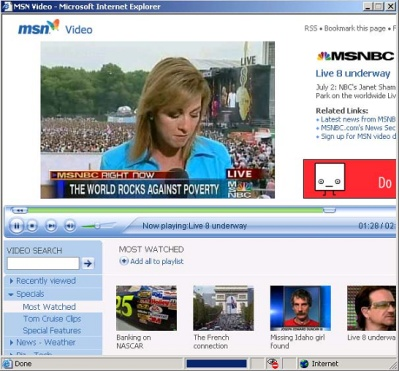 MSN Video - Microsoft Internet Explorer
msn Video
RSS • Bookmark this page •
MSNBC
Live 8 underway
July 2: NBC's Janet Sham
Park on the worldwide Liv
Related Links:
• Latest news from MSNB
• MSNBC.com's News Sec
• Sign up for MSN video d
LIVE
MSNBC RIGHT NOW
LIVE
THE WORLD ROCKS AGAINST POVERTY
MSNBC
Do
Now playing:Live 8 underway
01:28 / 02
VIDEO SEARCH
MOST WATCHED
Add all to playlist
Recently viewed
Specials
Most Watched
Tom Cruise Clips
Special Features
News - Weather
25
Banking on
NASCAR
The French
connection
Missing Idaho girl
found
Live 8 underwa
Done
Internet